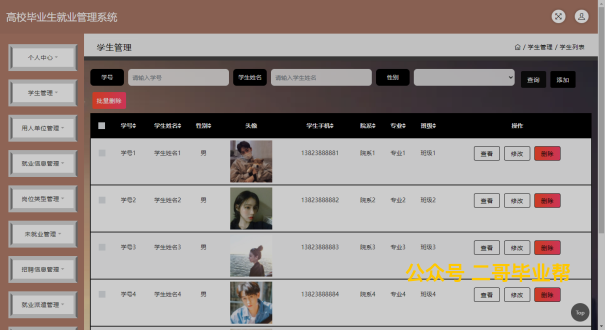 高校毕业生就业管理系统
个人中心
学生管理
用人单位管理
就业信息管理
岗位类型管理
未就业管理
招聘信息管理
就业派遣管理
学生管理
/ 学生管理 / 学生列表
学号 请输入学号 学生姓名 请输入学生姓名 性别 查询 添加
批量删除
学号 学生姓名 性别 头像 学生手机 院系 专业 班级 操作
学号1 学生姓名1 男 13823888881 院系1 专业1 班级1 查看 修改 删除
学号2 学生姓名2 男 13823888882 院系2 专业2 班级2 查看 修改 删除
学号3 学生姓名3 男 13823888883 院系3 专业3 班级3 查看 修改 删除
公众号 二哥毕业帮
学号4 学生姓名4 男 13823888884 院系4 专业4 班级4 查看 修改 删除
Top